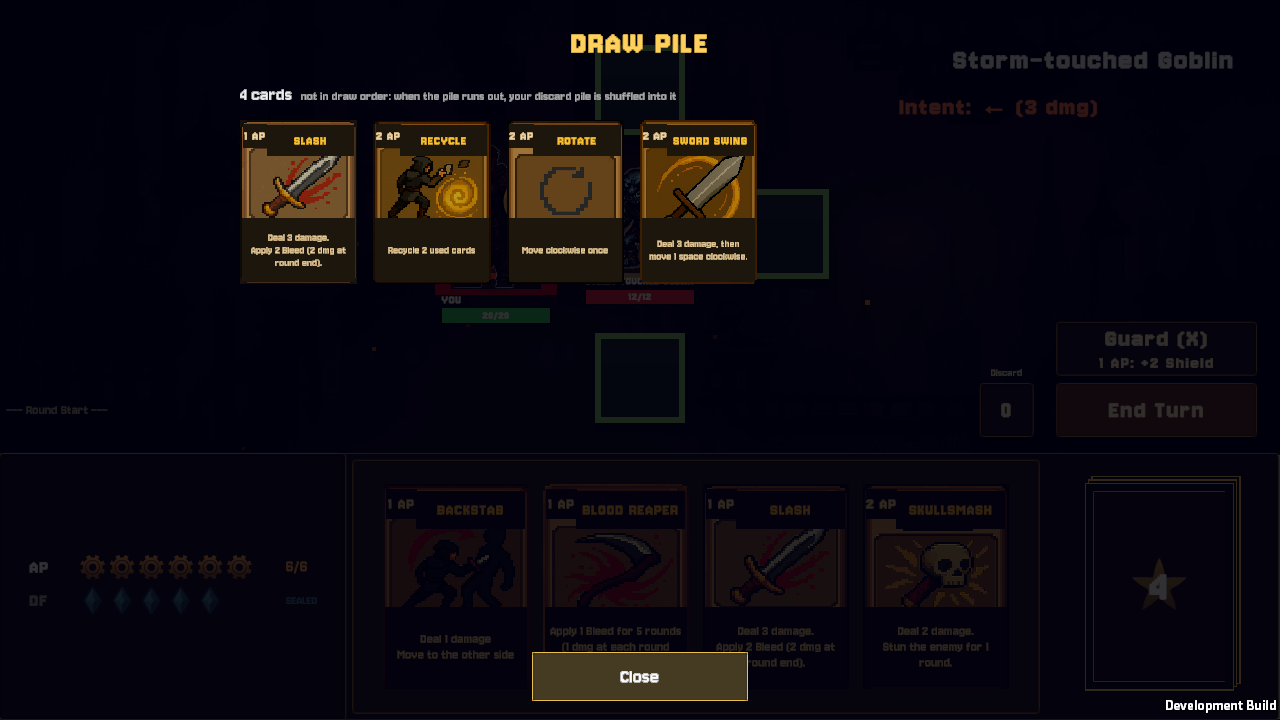 DRAW PILE
Storm-touched Goblin
4 cards not in draw order: when the pile runs out, your discard pile is shuffled into it
Intent: ← (3 dmg)
1 AP SLASH
Deal 3 damage.
Apply 2 Bleed (2 dmg at
round end).
2 AP RECYCLE
Recycle 2 used cards
2 AP ROTATE
Move clockwise once
2 AP SWORD SWING
Deal 3 damage, then
move 1 space clockwise.
12/12
YOU
20/20
Guard (X)
1 AP: +2 Shield
Discard
0
End Turn
--- Round Start ---
AP 6/6
DF SEALED
1 AP BACKSTAB
Deal 1 damage
Move to the other side
1 AP BLOOD REAPER
Apply 1 Bleed for 5 rounds
(1 dmg at each round
1 AP SLASH
Deal 3 damage.
Apply 2 Bleed (2 dmg at
round end).
2 AP SKULLSMASH
Deal 2 damage.
Stun the enemy for 1
round.
4
Close
Development Build